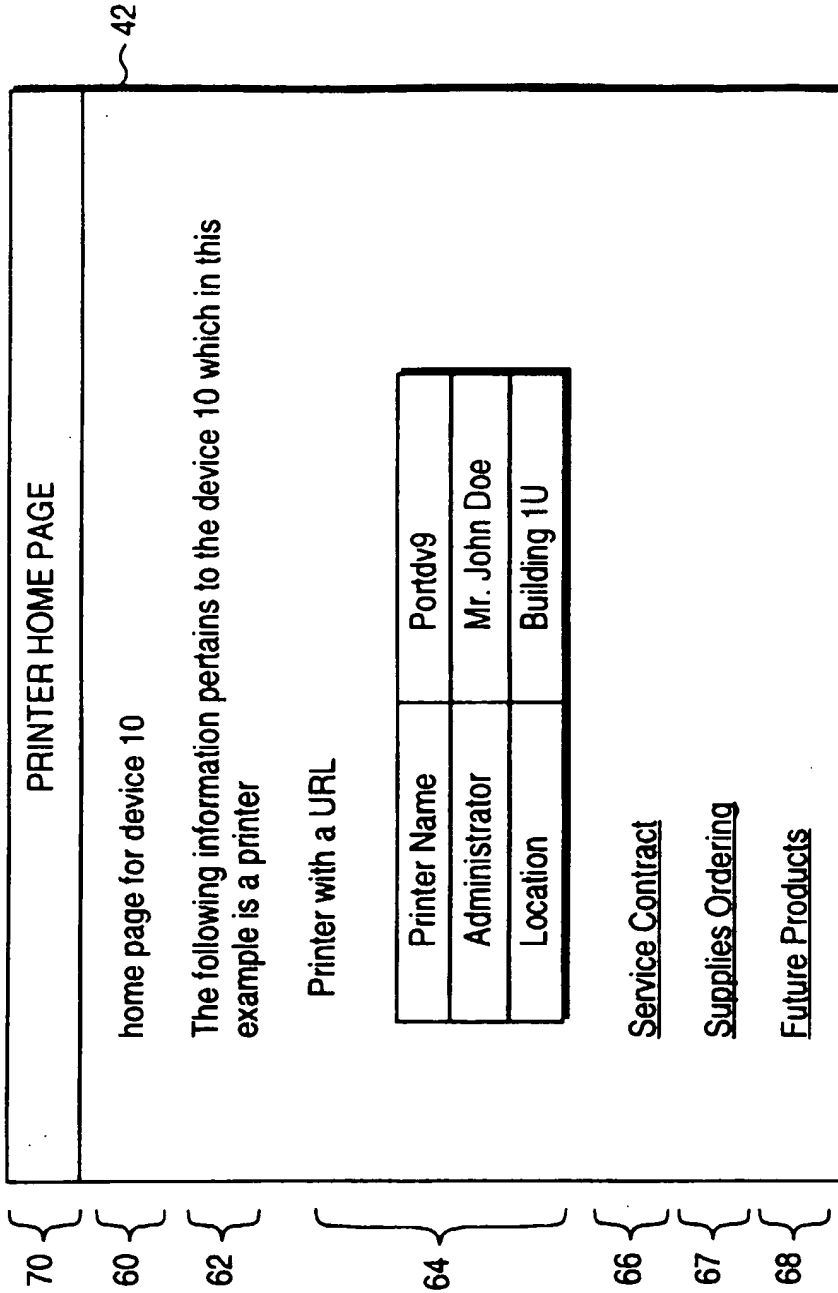 PRINTER HOME PAGE
42
70
home page for device 10
60
The following information pertains to the device 10 which in this
example is a printer
62
Printer with a URL
Printer Name Portdv9
Administrator Mr. John Doe
Location Building 1U
64
Service Contract
66
Supplies Ordering
67
Future Products
68